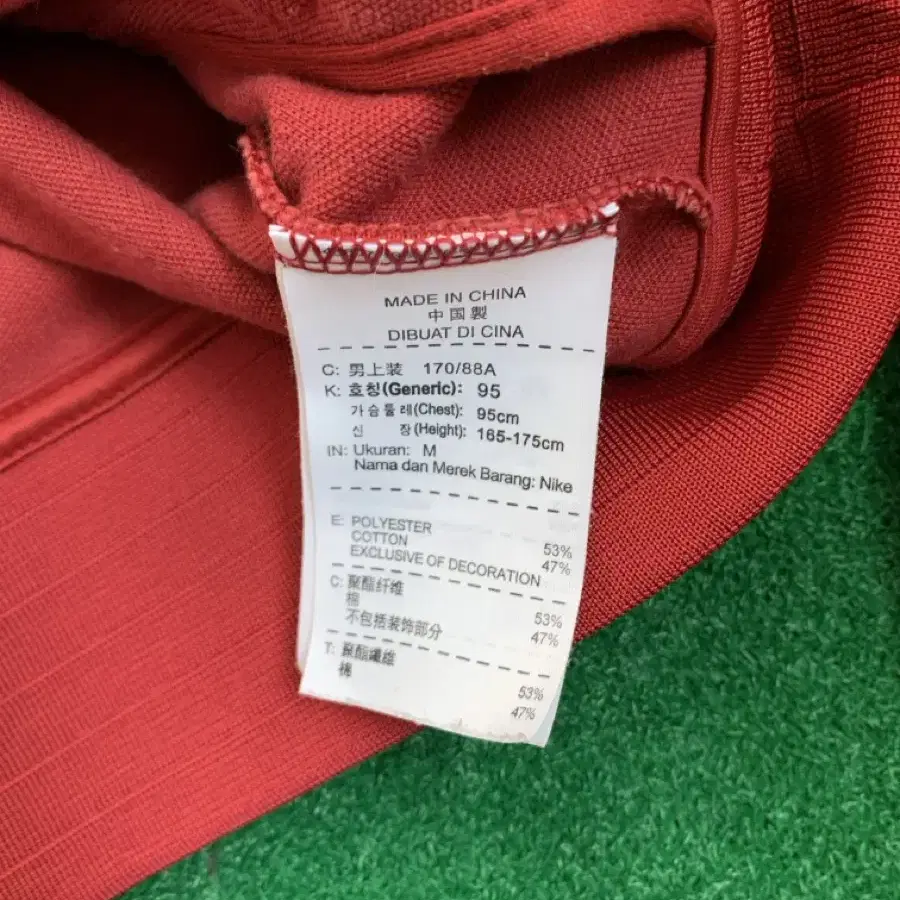 MADE IN CHINA
中国製
DIBUAT DI CINA
C: 男上装 170/88A
K: 호칭(Generic): 95
가슴둘레(Chest): 95cm
신 장(Height): 165-175cm
IN: Ukuran: M
Nama dan Merek Barang: Nike
E: POLYESTER 53%
COTTON 47%
EXCLUSIVE OF DECORATION
C: 聚酯纤维 53%
棉 47%
不包括装饰部分
T: 聚酯纖維 53%
棉 47%